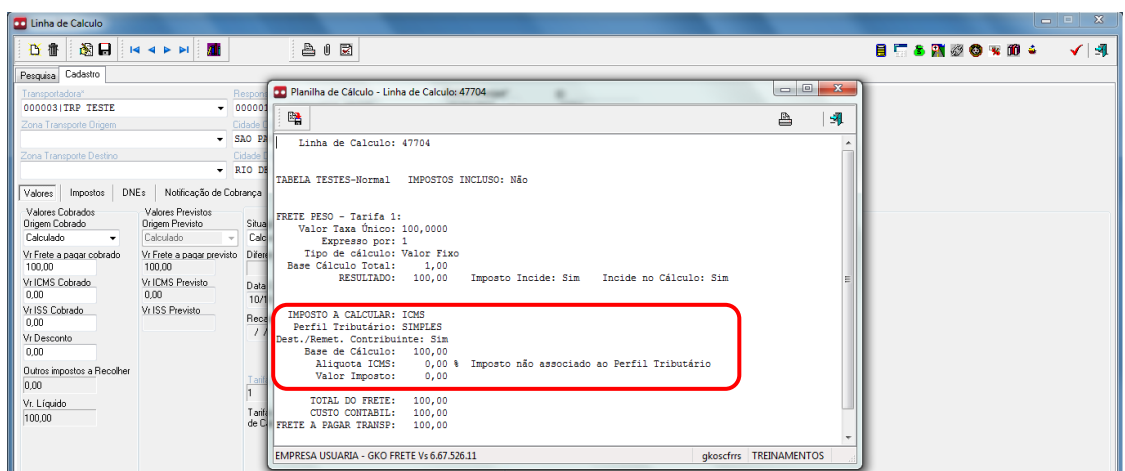 Linha de Calculo
Pesquisa Cadastro
Transportadora*
000003|TRP TESTE
Zona Transporte Origem
SAO PA
Zona Transporte Destino
RIO DE
Valores Impostos DNEs Notificação de Cobrança
Valores Cobrados
Origem Cobrado
Calculado
Vr Frete a pagar cobrado
100,00
Vr ICMS Cobrado
0,00
Vr ISS Cobrado
0,00
Vr Desconto
0,00
Outros impostos a Recolher
0,00
Vr. Líquido
100,00
Valores Previstos
Origem Previsto
Calculado
Vr Frete a pagar previsto
100,00
Vr ICMS Previsto
0,00
Vr ISS Previsto
Data
1
de C
Planilha de Cálculo - Linha de Calculo: 47704
Linha de Calculo: 47704
TABELA TESTES-Normal IMPOSTOS INCLUSO: Não
FRETE PESO - Tarifa 1:
Valor Taxa Único: 100,0000
Expresso por: 1
Tipo de cálculo: Valor Fixo
Base Cálculo Total: 1,00
RESULTADO: 100,00 Imposto Incide: Sim Incide no Cálculo: Sim
IMPOSTO A CALCULAR: ICMS
Perfil Tributário: SIMPLES
Dest./Remet. Contribuinte: Sim
Base de Cálculo: 100,00
Aliquota ICMS: 0,00 % Imposto não associado ao Perfil Tributário
Valor Imposto: 0,00
TOTAL DO FRETE: 100,00
CUSTO CONTABIL: 100,00
FRETE A PAGAR TRANSP: 100,00
EMPRESA USUARIA - GKO FRETE Vs 6.67.526.11 gkoscfrrs TREINAMENTOS